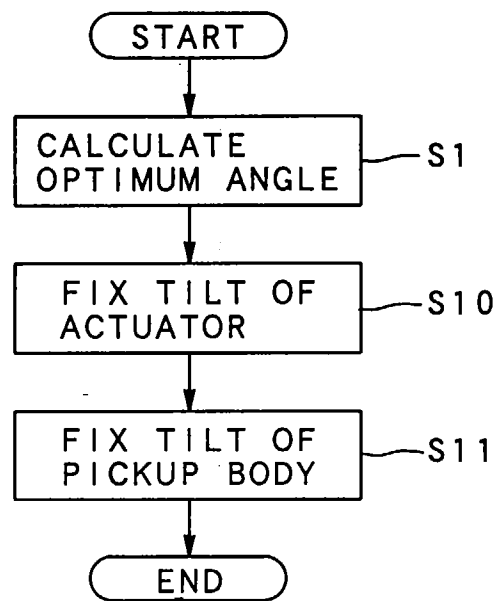 START
CALCULATE
OPTIMUM ANGLE
S1
FIX TILT OF
ACTUATOR
S10
FIX TILT OF
PICKUP BODY
S11
END